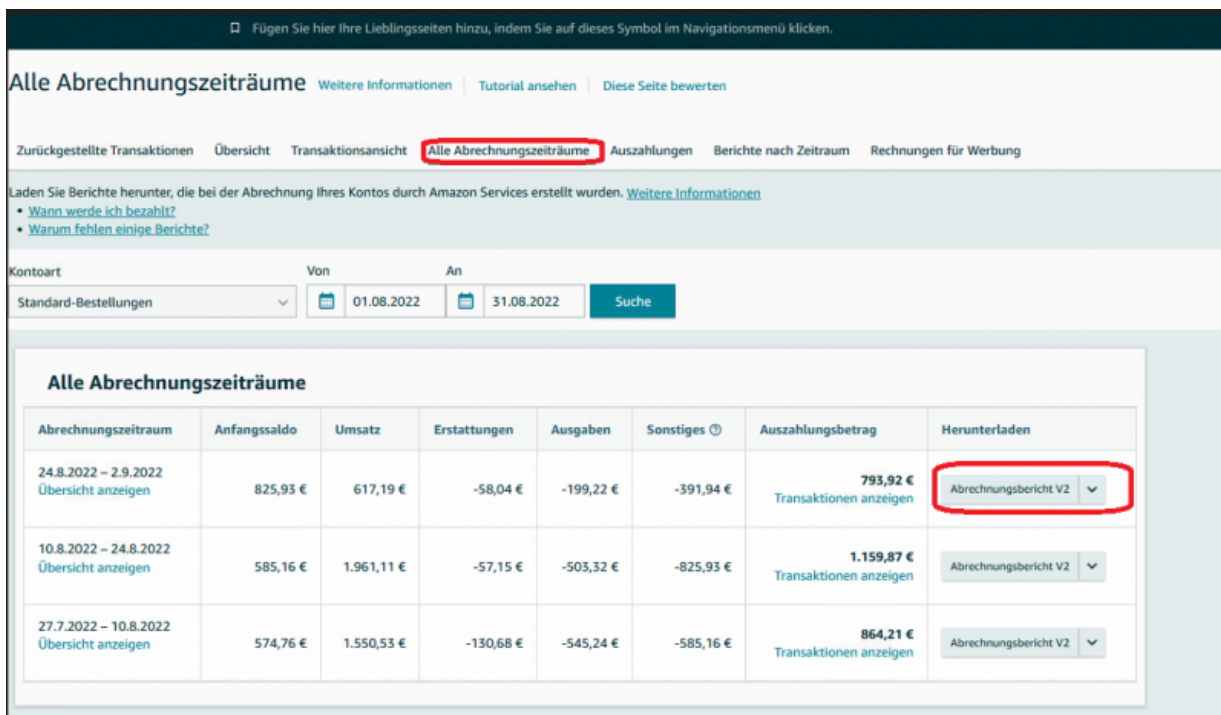 Fügen Sie hier Ihre Lieblingsseiten hinzu, indem Sie auf dieses Symbol im Navigationsmenü klicken.
Alle Abrechnungszeiträume Weitere Informationen Tutorial ansehen Diese Seite bewerten
Zurückgestellte Transaktionen Übersicht Transaktionsansicht Alle Abrechnungszeiträume Auszahlungen Berichte nach Zeitraum Rechnungen für Werbung
Laden Sie Berichte herunter, die bei der Abrechnung Ihres Kontos durch Amazon Services erstellt wurden. Weitere Informationen
• Wann werde ich bezahlt?
• Warum fehlen einige Berichte?
Kontoart Von An
Standard-Bestellungen 01.08.2022 31.08.2022 Suche
Alle Abrechnungszeiträume
Abrechnungszeitraum Anfangssaldo Umsatz Erstattungen Ausgaben Sonstiges Auszahlungsbetrag Herunterladen
24.8.2022 – 2.9.2022
Übersicht anzeigen 825,93 € 617,19 € -58,04 € -199,22 € -391,94 € 793,92 € Transaktionen anzeigen Abrechnungsbericht V2
10.8.2022 – 24.8.2022
Übersicht anzeigen 585,16 € 1.961,11 € -57,15 € -503,32 € -825,93 € 1.159,87 € Transaktionen anzeigen Abrechnungsbericht V2
27.7.2022 – 10.8.2022
Übersicht anzeigen 574,76 € 1.550,53 € -130,68 € -545,24 € -585,16 € 864,21 € Transaktionen anzeigen Abrechnungsbericht V2